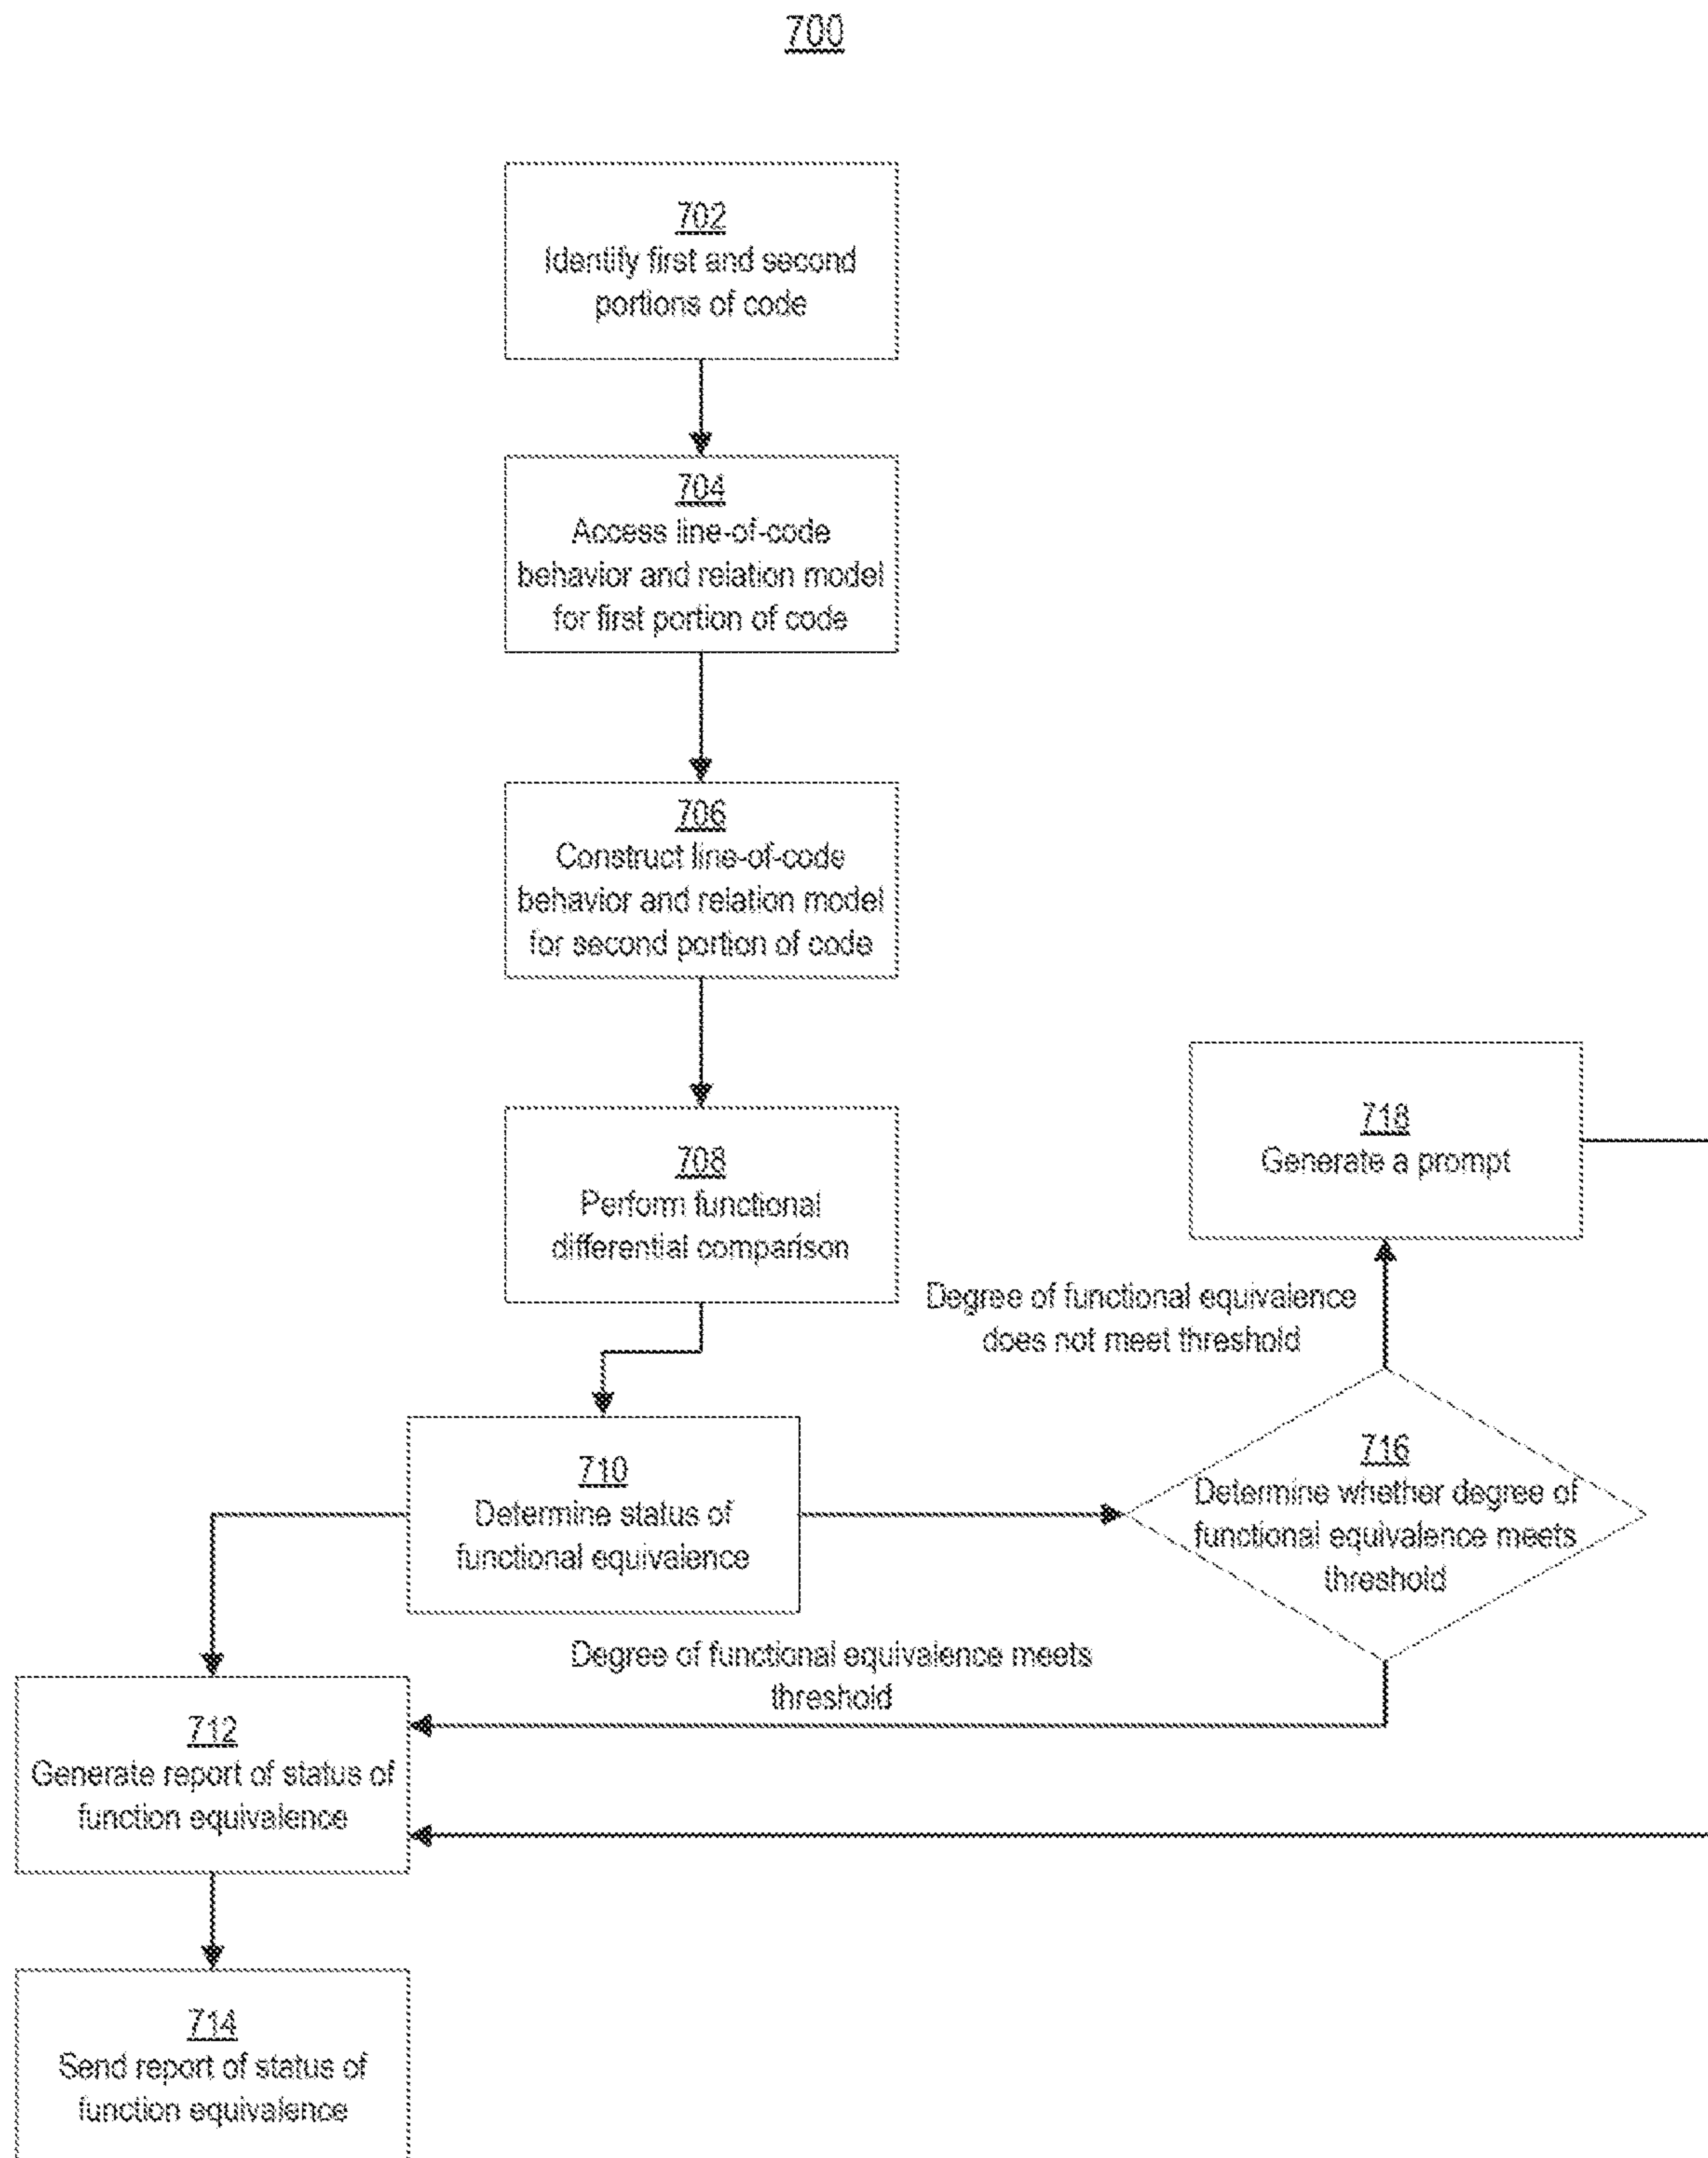 700
702
Identify first and second
portions of code
704
Access line-of-code
behavior and relation model
for first portion of code
706
Construct line-of-code
behavior and relation model
for second portion of code
708
Perform functional
differential comparison
718
Generate a prompt
Degree of functional equivalence
does not meet threshold
710
Determine status of
functional equivalence
716
Determine whether degree of
functional equivalence meets
threshold
Degree of functional equivalence meets
threshold
712
Generate report of status of
function equivalence
714
Send report of status of
function equivalence